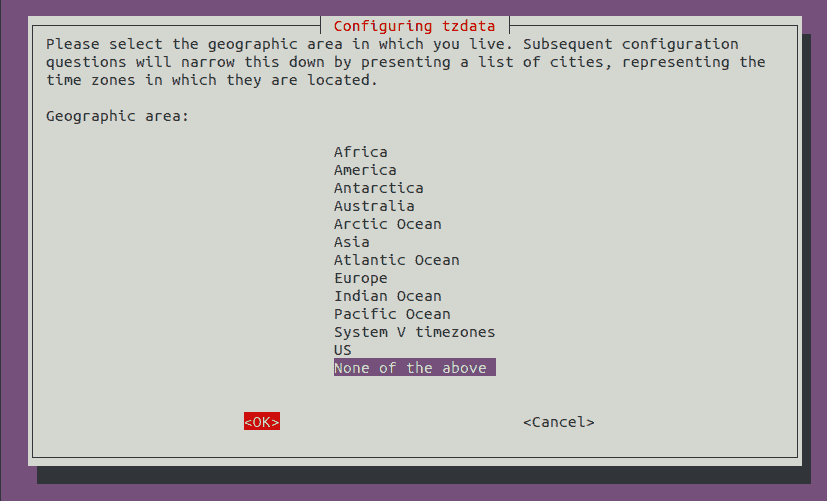 Configuring tzdata
Please select the geographic area in which you live. Subsequent configuration
questions will narrow this down by presenting a list of cities, representing the
time zones in which they are located.
Geographic area:
Africa
America
Antarctica
Australia
Arctic Ocean
Asia
Atlantic Ocean
Europe
Indian Ocean
Pacific Ocean
System V timezones
US
None of the above
<OK> <Cancel>